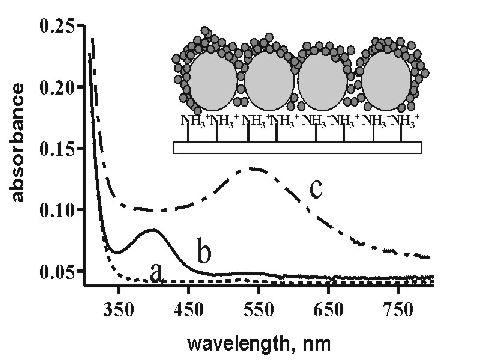 0.25
0.20
0.15
0.10
0.05
absorbance
NH₃⁺NH₃⁺ NH₃⁺NH₃⁺ NH₃⁻NH₃⁺ NH₃⁻NH₃⁺
c
b
a
350 450 550 650 750
wavelength, nm